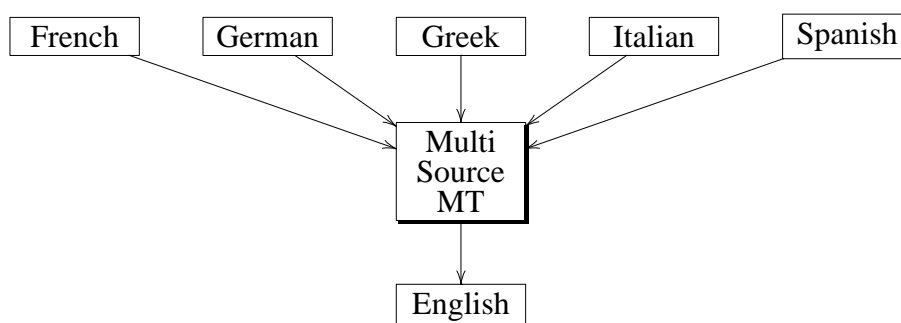 French
German
Greek
Italian
Spanish
Multi
Source
MT
English